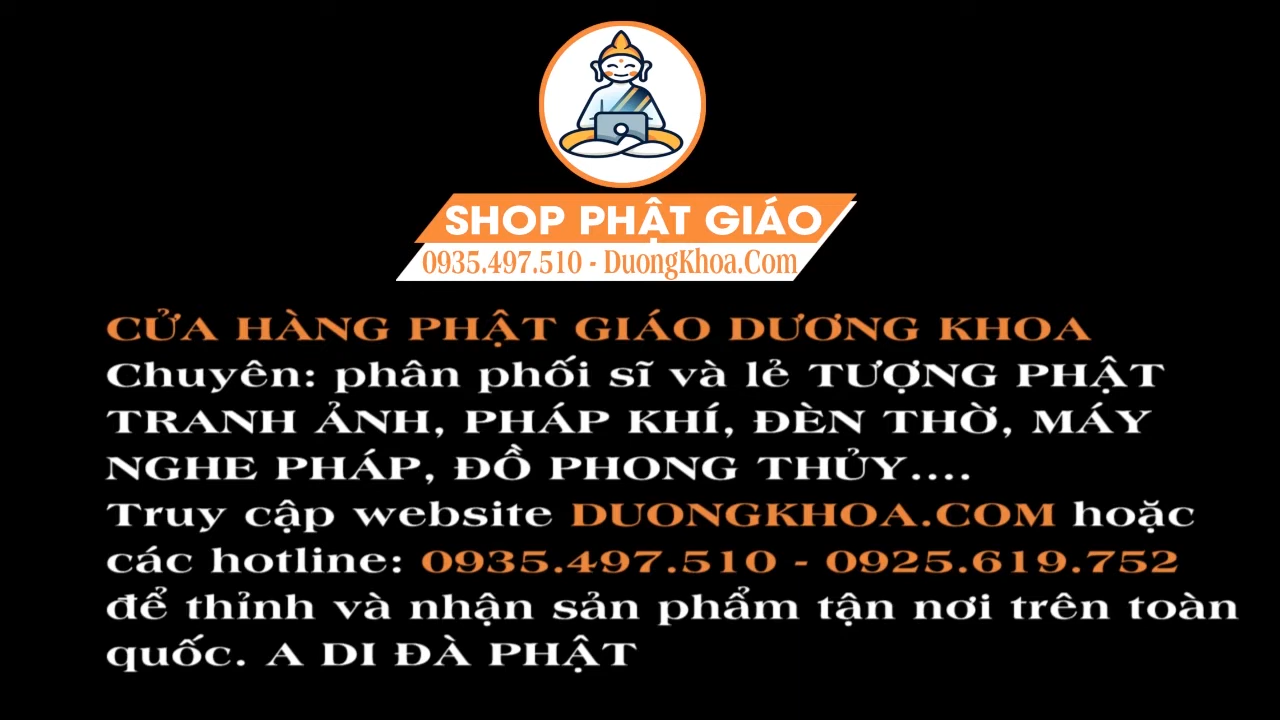 SHOP PHẬT GIÁO
0935.497.510 - DuongKhoa.Com
CỬA HÀNG PHẬT GIÁO DƯƠNG KHOA
Chuyên: phân phối sĩ và lẻ TƯỢNG PHẬT
TRANH ẢNH, PHÁP KHÍ, ĐÈN THỜ, MÁY
NGHE PHÁP, ĐỒ PHONG THỦY....
Truy cập website DUONGKHOA.COM hoặc
các hotline: 0935.497.510 - 0925.619.752
để thỉnh và nhận sản phẩm tận nơi trên toàn
quốc. A DI ĐÀ PHẬT